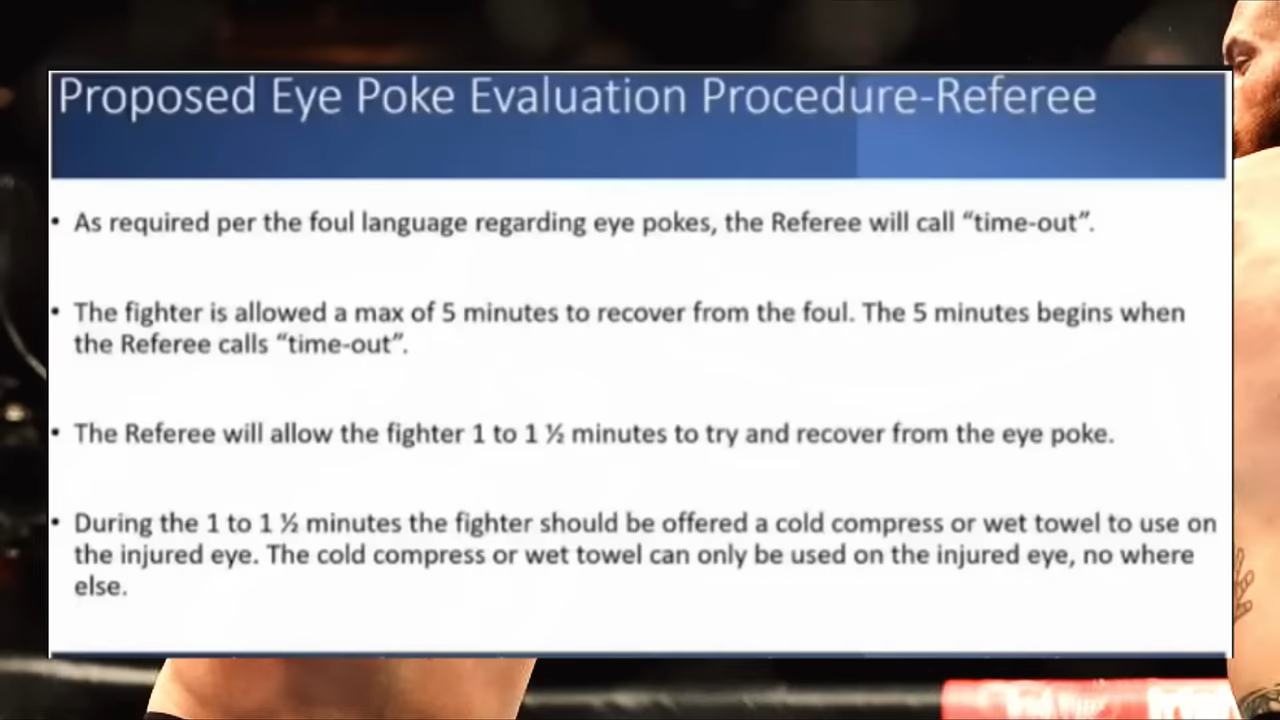 Proposed Eye Poke Evaluation Procedure-Referee
• As required per the foul language regarding eye pokes, the Referee will call “time-out”.
• The fighter is allowed a max of 5 minutes to recover from the foul. The 5 minutes begins when
the Referee calls “time-out”.
• The Referee will allow the fighter 1 to 1 ½ minutes to try and recover from the eye poke.
• During the 1 to 1 ½ minutes the fighter should be offered a cold compress or wet towel to use on
the injured eye. The cold compress or wet towel can only be used on the injured eye, no where
else.